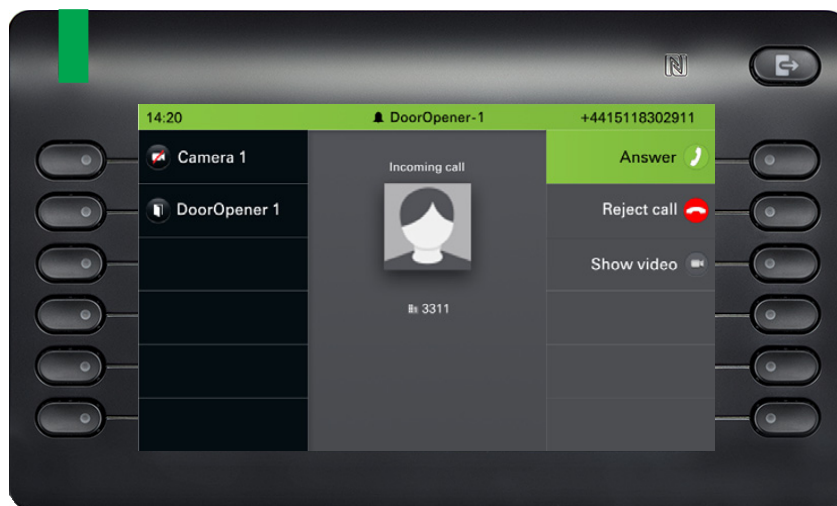 14:20 DoorOpener-1 +4415118302911
Camera 1
DoorOpener 1
Incoming call
3311
Answer
Reject call
Show video